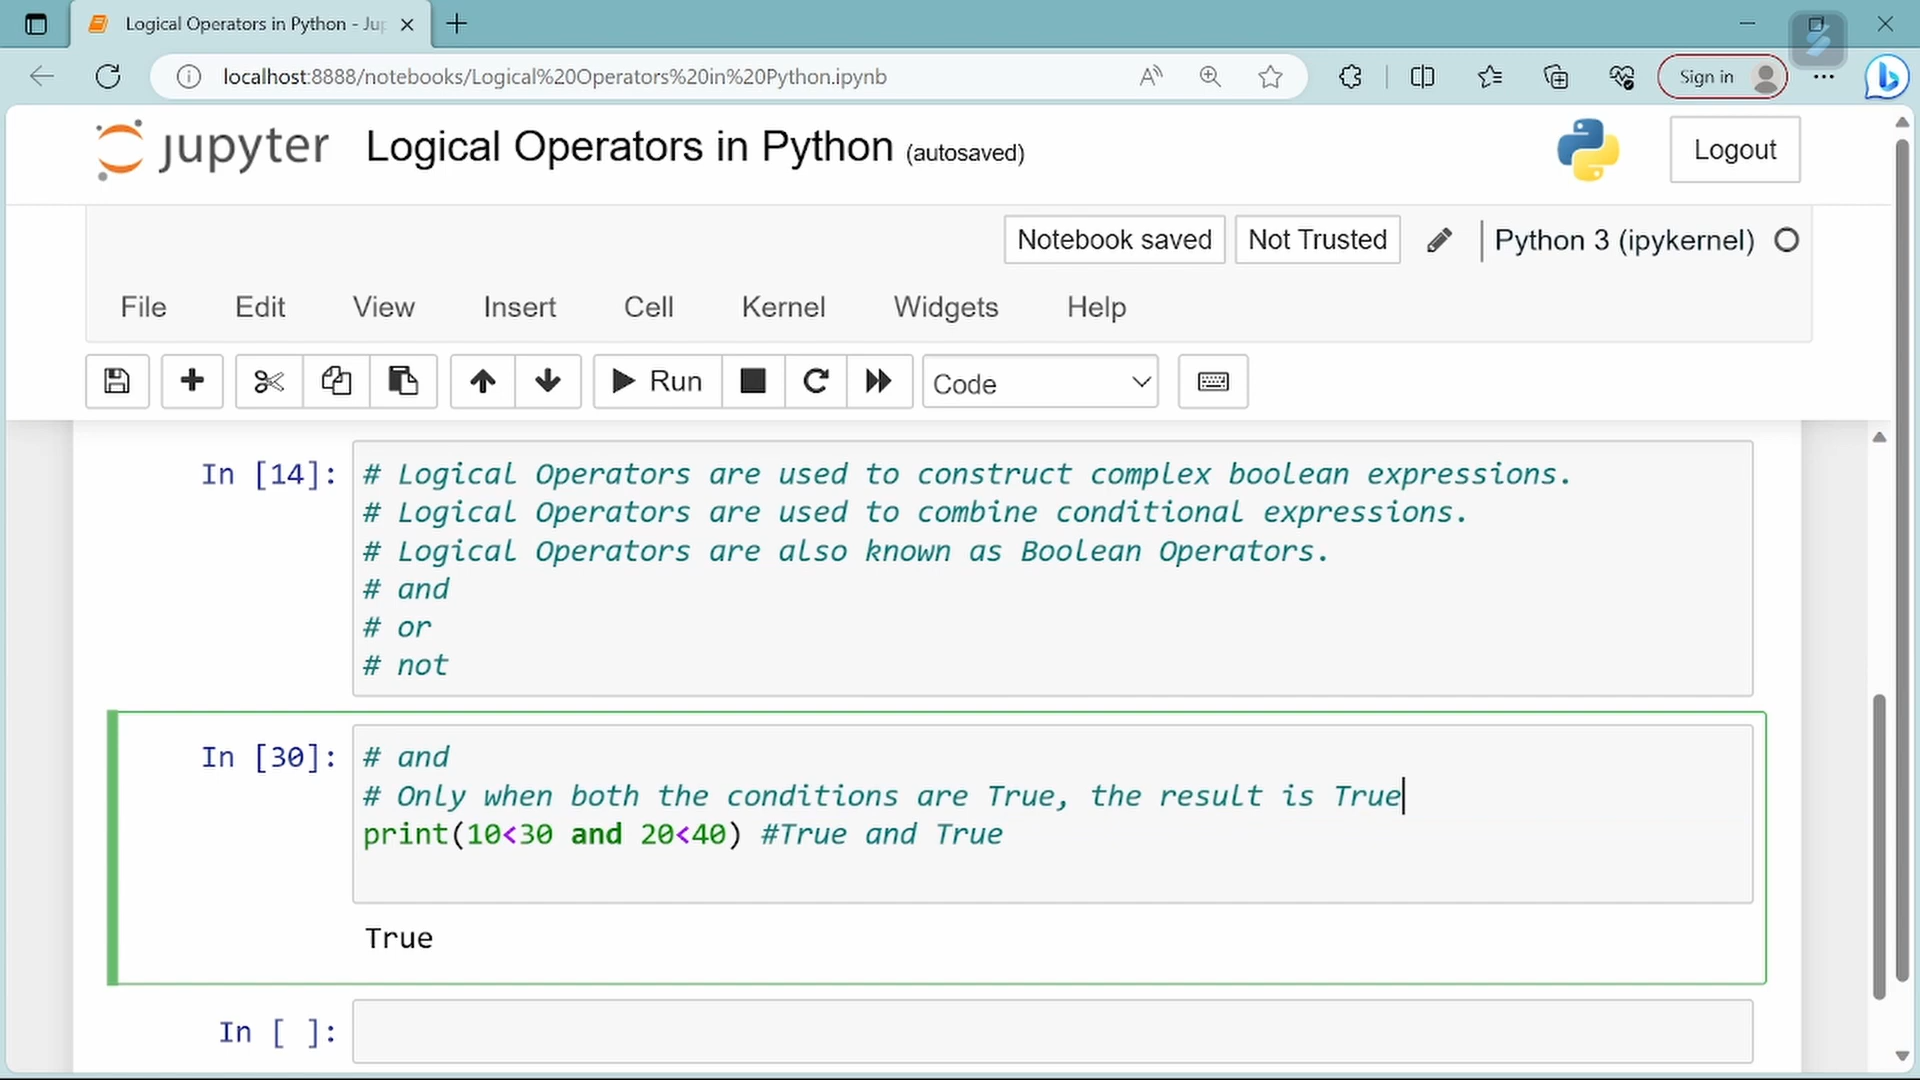 Logical Operators in Python - Jup
localhost:8888/notebooks/Logical%20Operators%20in%20Python.ipynb
Sign in
jupyter Logical Operators in Python (autosaved)
Logout
Notebook saved Not Trusted Python 3 (ipykernel)
File Edit View Insert Cell Kernel Widgets Help
Run Code
In [14]: # Logical Operators are used to construct complex boolean expressions.
# Logical Operators are used to combine conditional expressions.
# Logical Operators are also known as Boolean Operators.
# and
# or
# not
In [30]: # and
# Only when both the conditions are True, the result is True
print(10<30 and 20<40) #True and True
True
In [ ]: